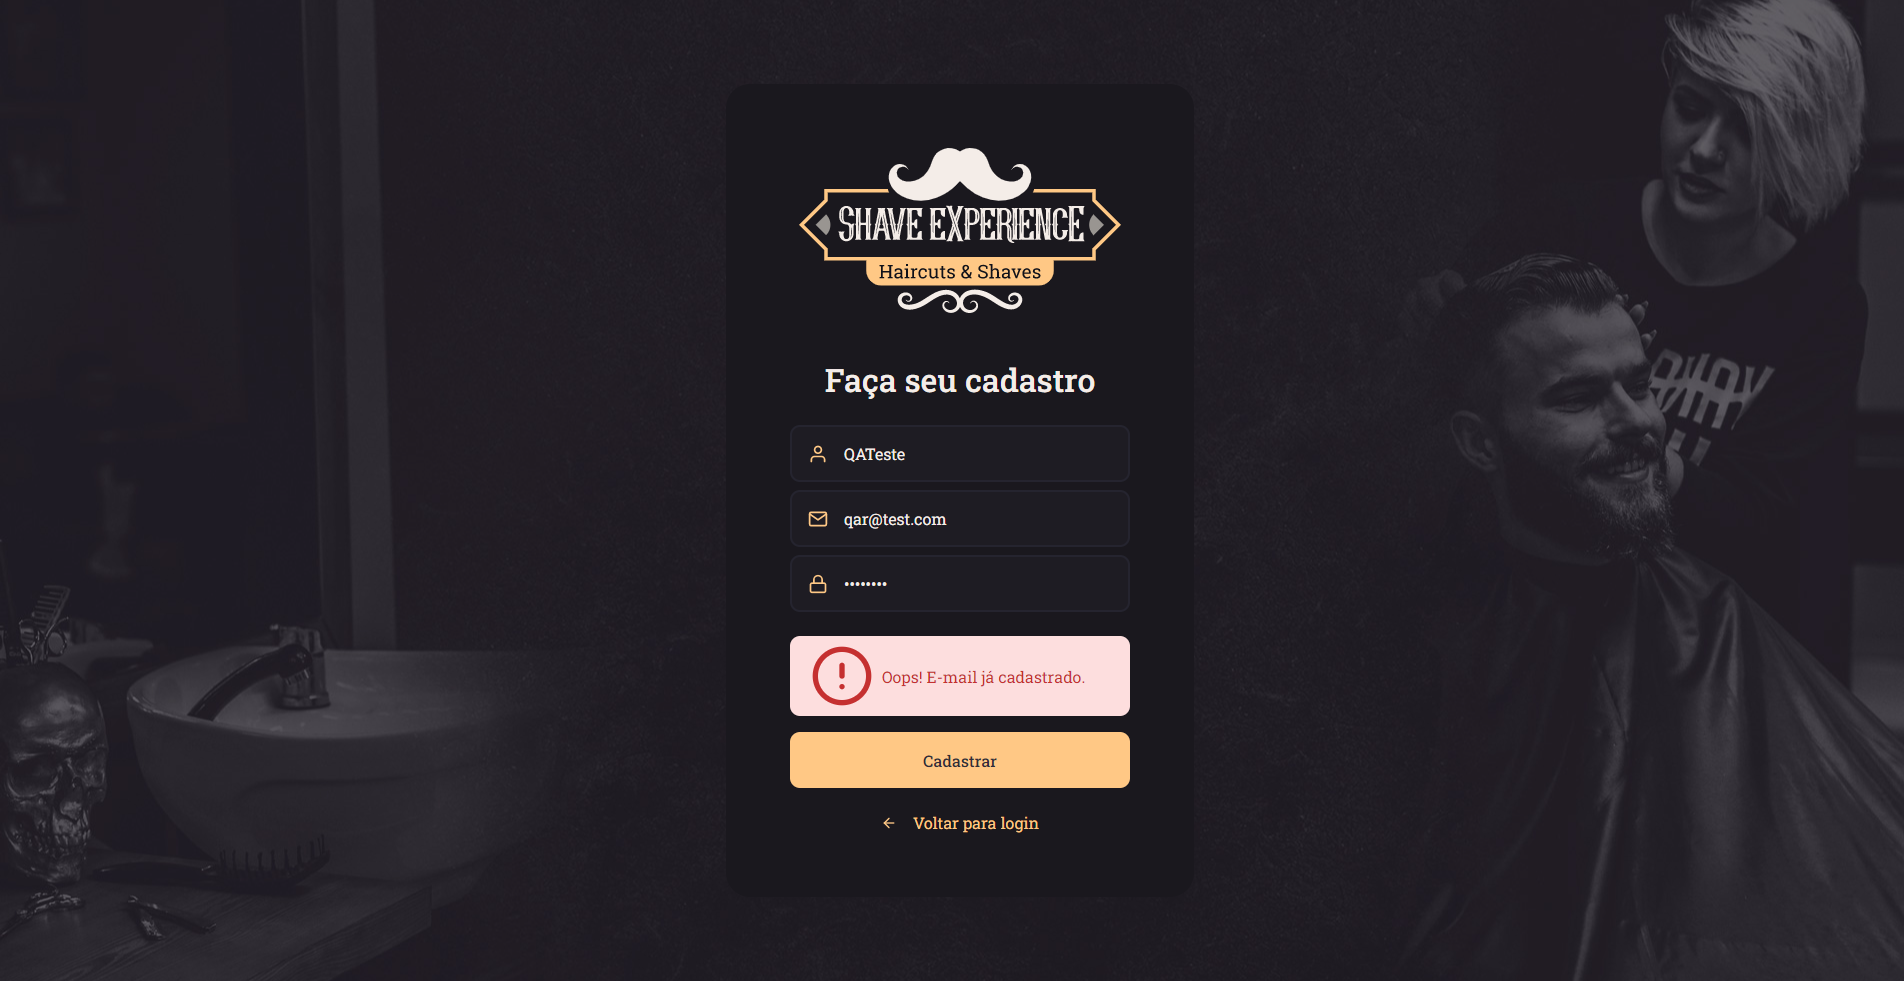 SHAVE EXPERIENCE
Haircuts & Shaves
Faça seu cadastro
QATeste
qar@test.com
••••••••
Oops! E-mail já cadastrado.
Cadastrar
Voltar para login